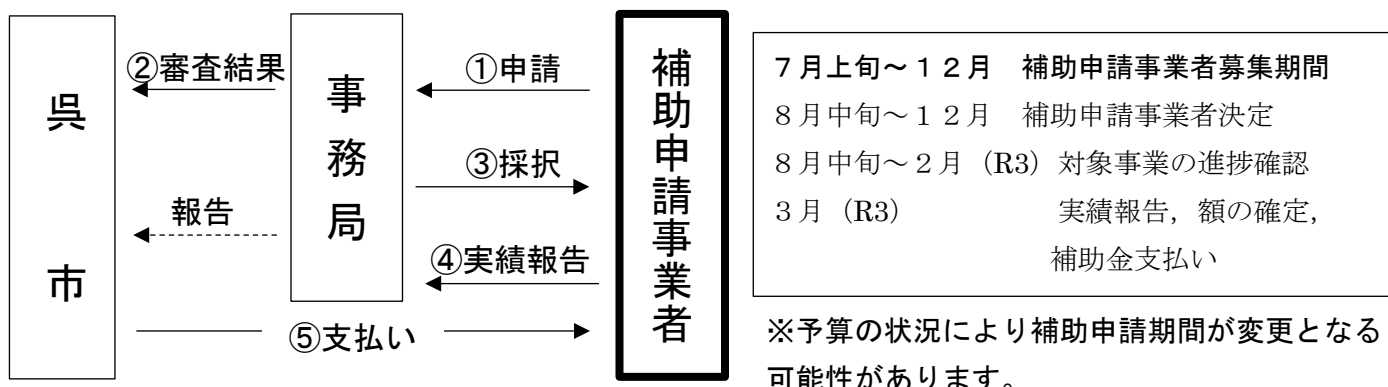 呉市
②審査結果
報告
事務局
①申請
③採択
④実績報告
⑤支払い
補助申請事業者
７月上旬～１２月　補助申請事業者募集期間
８月中旬～１２月　補助申請事業者決定
８月中旬～２月（R3）対象事業の進捗確認
３月（R3）　　　　　実績報告，額の確定，
補助金支払い
※予算の状況により補助申請期間が変更となる
可能性があります。